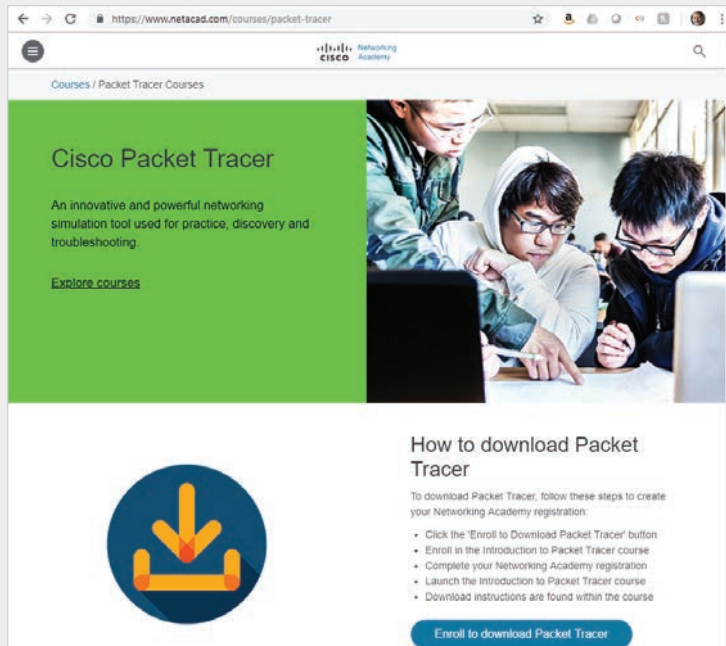 https://www.netacad.com/courses/packet-tracer
Networking
CISCO Academy
Courses / Packet Tracer Courses
Cisco Packet Tracer
An innovative and powerful networking
simulation tool used for practice, discovery and
troubleshooting.
Explore courses
How to download Packet
Tracer
To download Packet Tracer, follow these steps to create
your Networking Academy registration:
• Click the 'Enroll to Download Packet Tracer' button
• Enroll in the Introduction to Packet Tracer course
• Complete your Networking Academy registration
• Launch the Introduction to Packet Tracer course
• Download instructions are found within the course
Enroll to download Packet Tracer